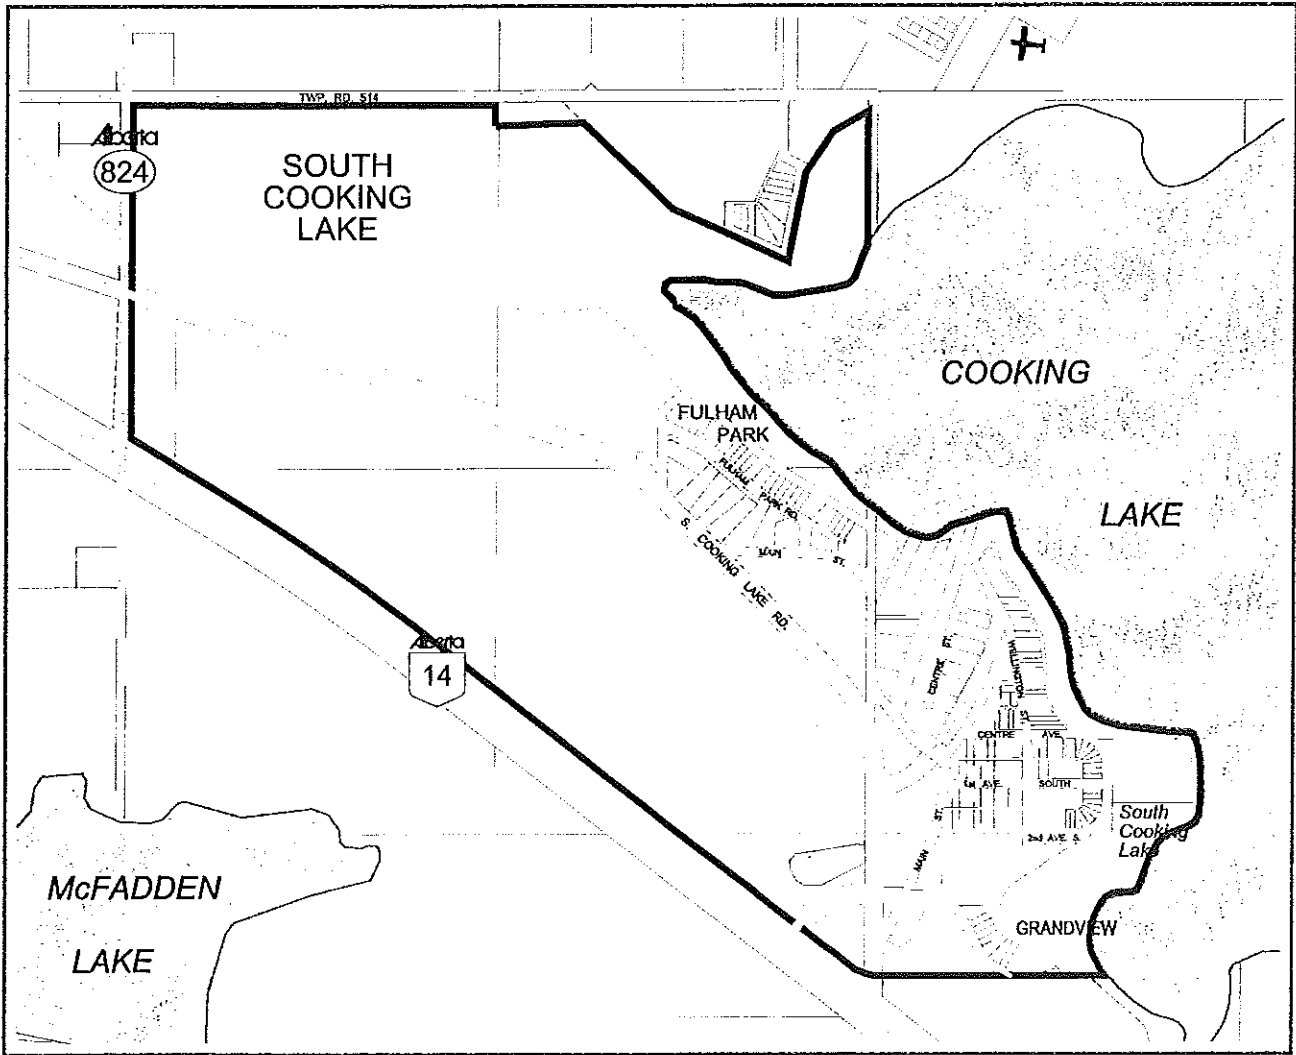 TWP. RD. 514
Alberta
824
SOUTH
COOKING
LAKE
COOKING
LAKE
FULHAM
PARK
FULHAM PARK RD.
MAIN ST.
S. COOKING LAKE RD.
Alberta
14
CENTRE ST.
WELLINGTON ST.
CENTRE AVE.
1st AVE. SOUTH
2nd AVE S.
MAIN ST.
South
Cooking
Lake
GRANDVIEW
McFADDEN
LAKE